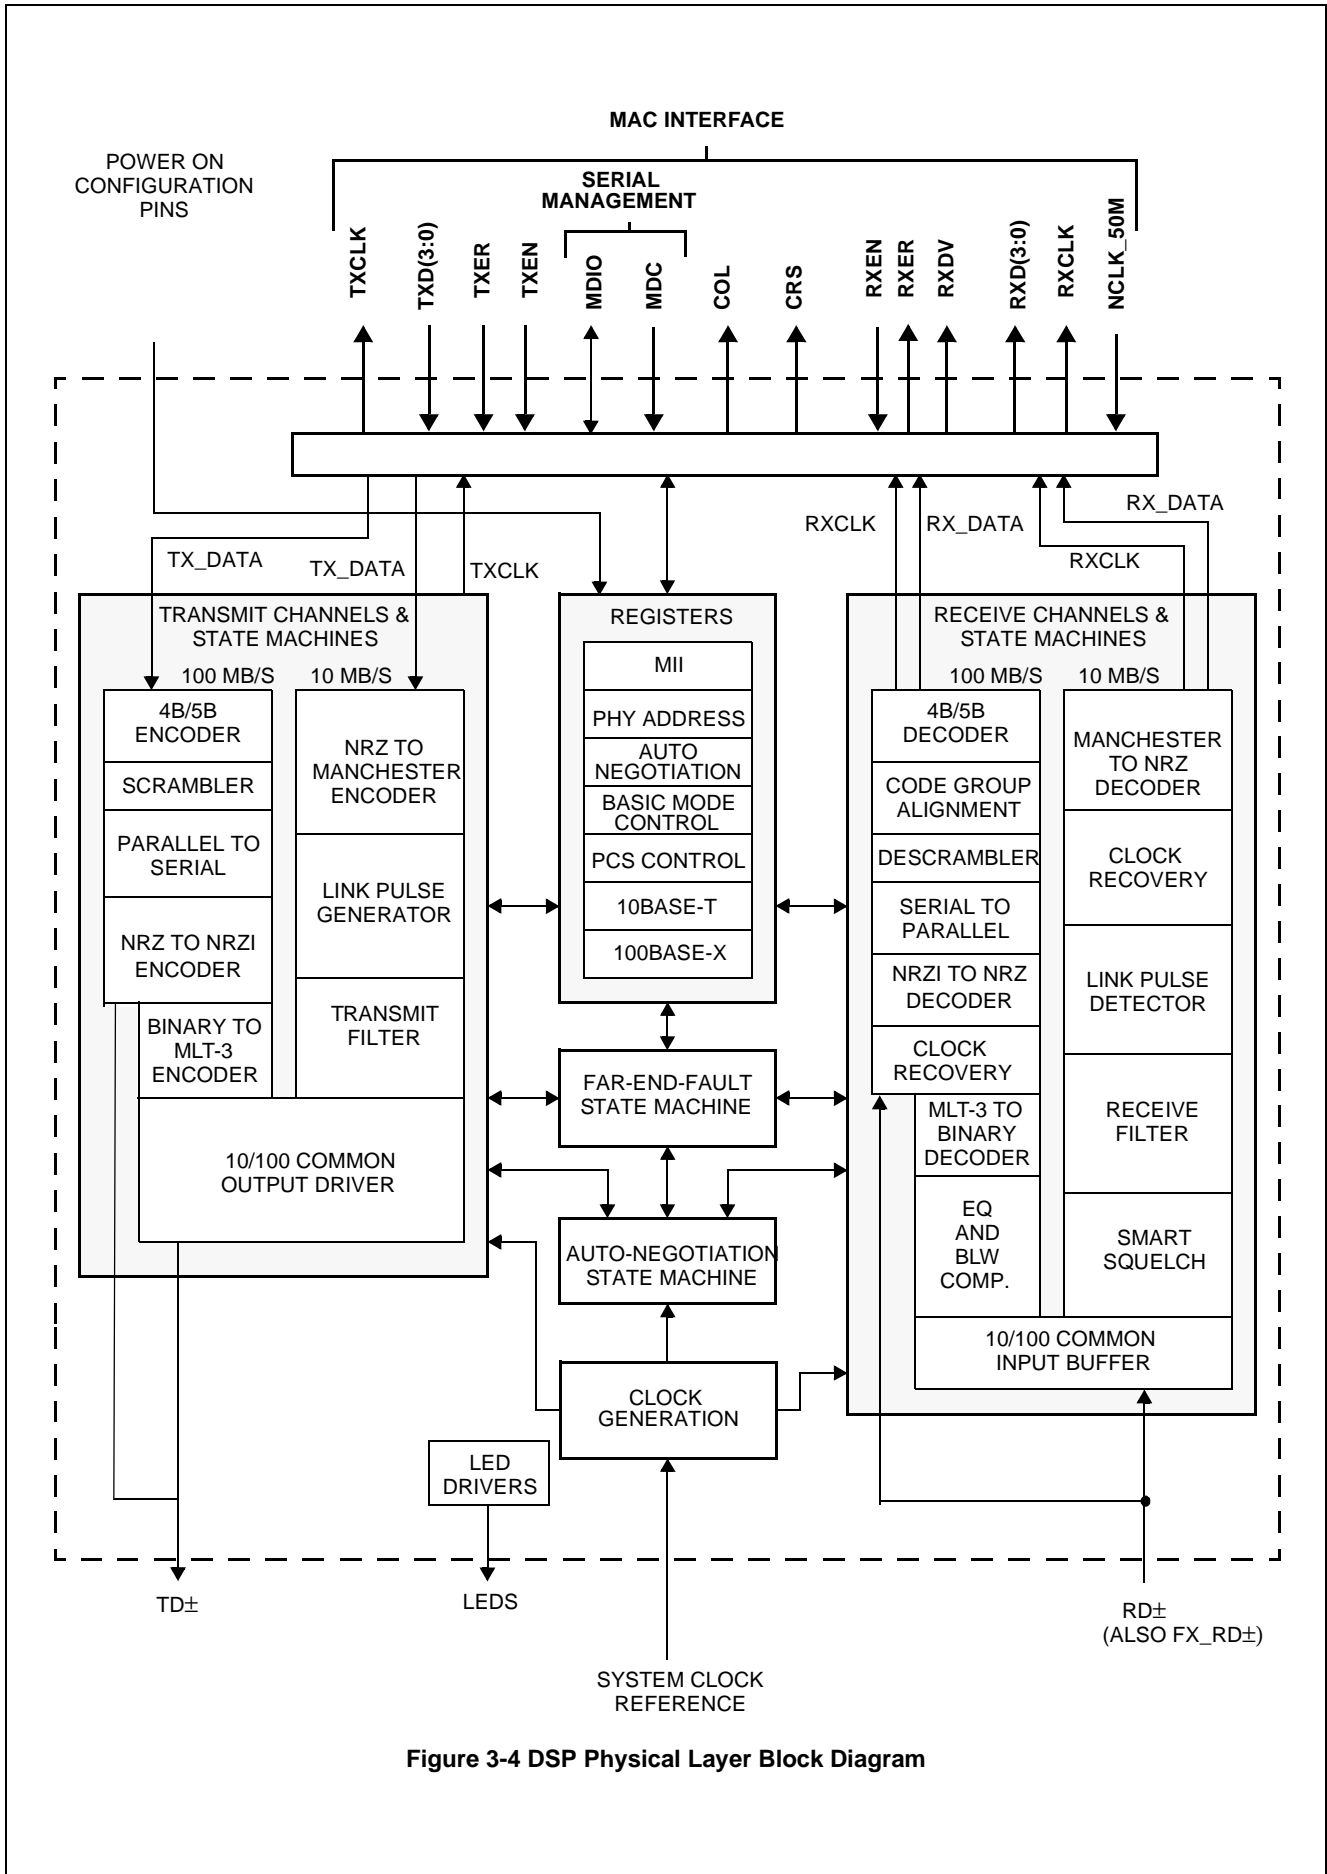 MAC INTERFACE
POWER ON
CONFIGURATION
PINS
SERIAL
MANAGEMENT
TXCLK
TXD(3:0)
TXER
TXEN
MDIO
MDC
COL
CRS
RXEN
RXER
RXDV
RXD(3:0)
RXCLK
NCLK_50M
TX_DATA
TX_DATA
TXCLK
RXCLK
RX_DATA
RXCLK
RX_DATA
TRANSMIT CHANNELS &
STATE MACHINES
100 MB/S
10 MB/S
4B/5B
ENCODER
SCRAMBLER
PARALLEL TO
SERIAL
NRZ TO NRZI
ENCODER
BINARY TO
MLT-3
ENCODER
NRZ TO
MANCHESTER
ENCODER
LINK PULSE
GENERATOR
TRANSMIT
FILTER
10/100 COMMON
OUTPUT DRIVER
REGISTERS
MII
PHY ADDRESS
AUTO
NEGOTIATION
BASIC MODE
CONTROL
PCS CONTROL
10BASE-T
100BASE-X
FAR-END-FAULT
STATE MACHINE
AUTO-NEGOTIATION
STATE MACHINE
CLOCK
GENERATION
RECEIVE CHANNELS &
STATE MACHINES
100 MB/S
10 MB/S
4B/5B
DECODER
CODE GROUP
ALIGNMENT
DESCRAMBLER
SERIAL TO
PARALLEL
NRZI TO NRZ
DECODER
CLOCK
RECOVERY
MLT-3 TO
BINARY
DECODER
EQ
AND
BLW
COMP.
MANCHESTER
TO NRZ
DECODER
CLOCK
RECOVERY
LINK PULSE
DETECTOR
RECEIVE
FILTER
SMART
SQUELCH
10/100 COMMON
INPUT BUFFER
LED
DRIVERS
TD±
LEDS
SYSTEM CLOCK
REFERENCE
RD±
(ALSO FX_RD±)
Figure 3-4 DSP Physical Layer Block Diagram